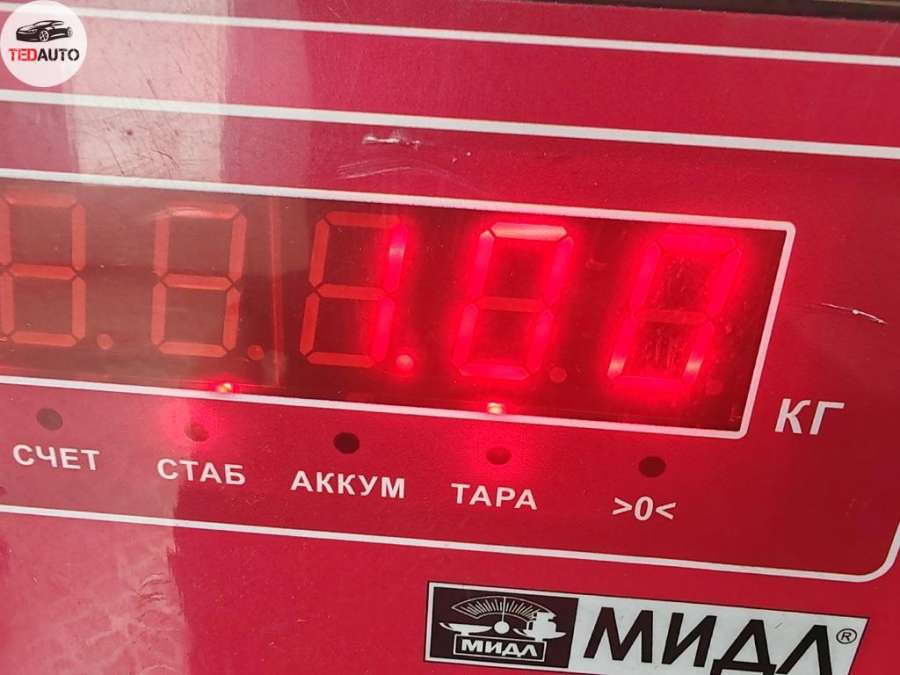 TEDAUTO
1.00
КГ
СЧЕТ СТАБ АККУМ ТАРА >0<
МИДЛ МИДЛ®